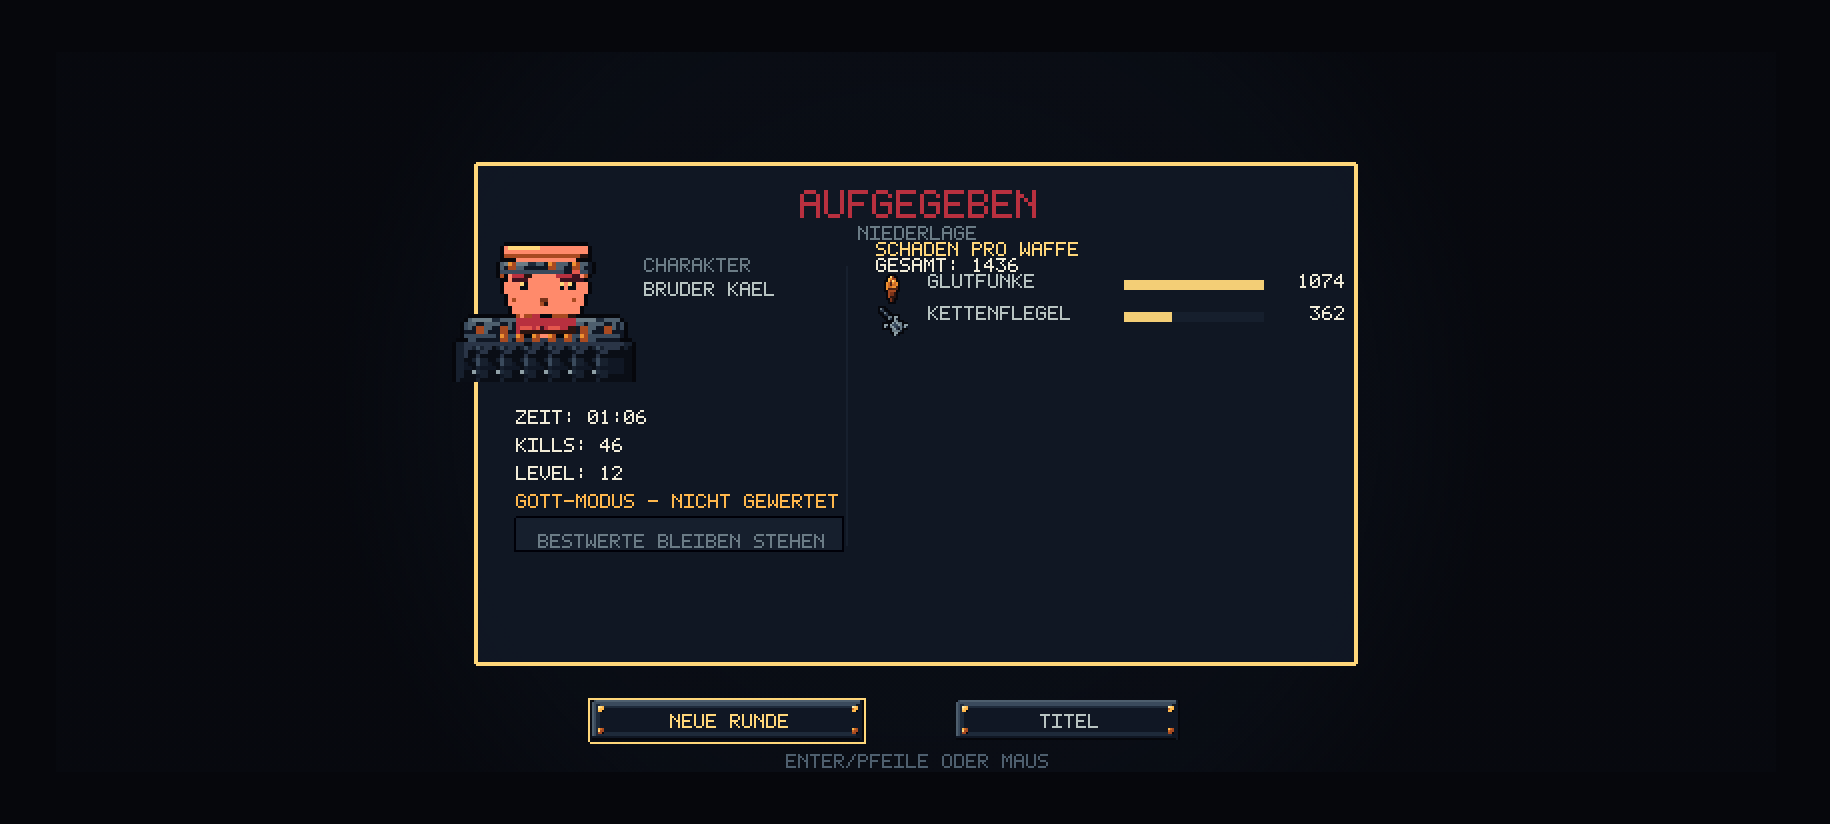 AUFGEGEBEN
NIEDERLAGE
CHARAKTER
BRUDER KAEL
SCHADEN PRO WAFFE
GESAMT: 1436
GLUTFUNKE 1074
KETTENFLEGEL 362
ZEIT: 01:06
KILLS: 46
LEVEL: 12
GOTT-MODUS - NICHT GEWERTET
BESTWERTE BLEIBEN STEHEN
NEUE RUNDE
TITEL
ENTER/PFEILE ODER MAUS